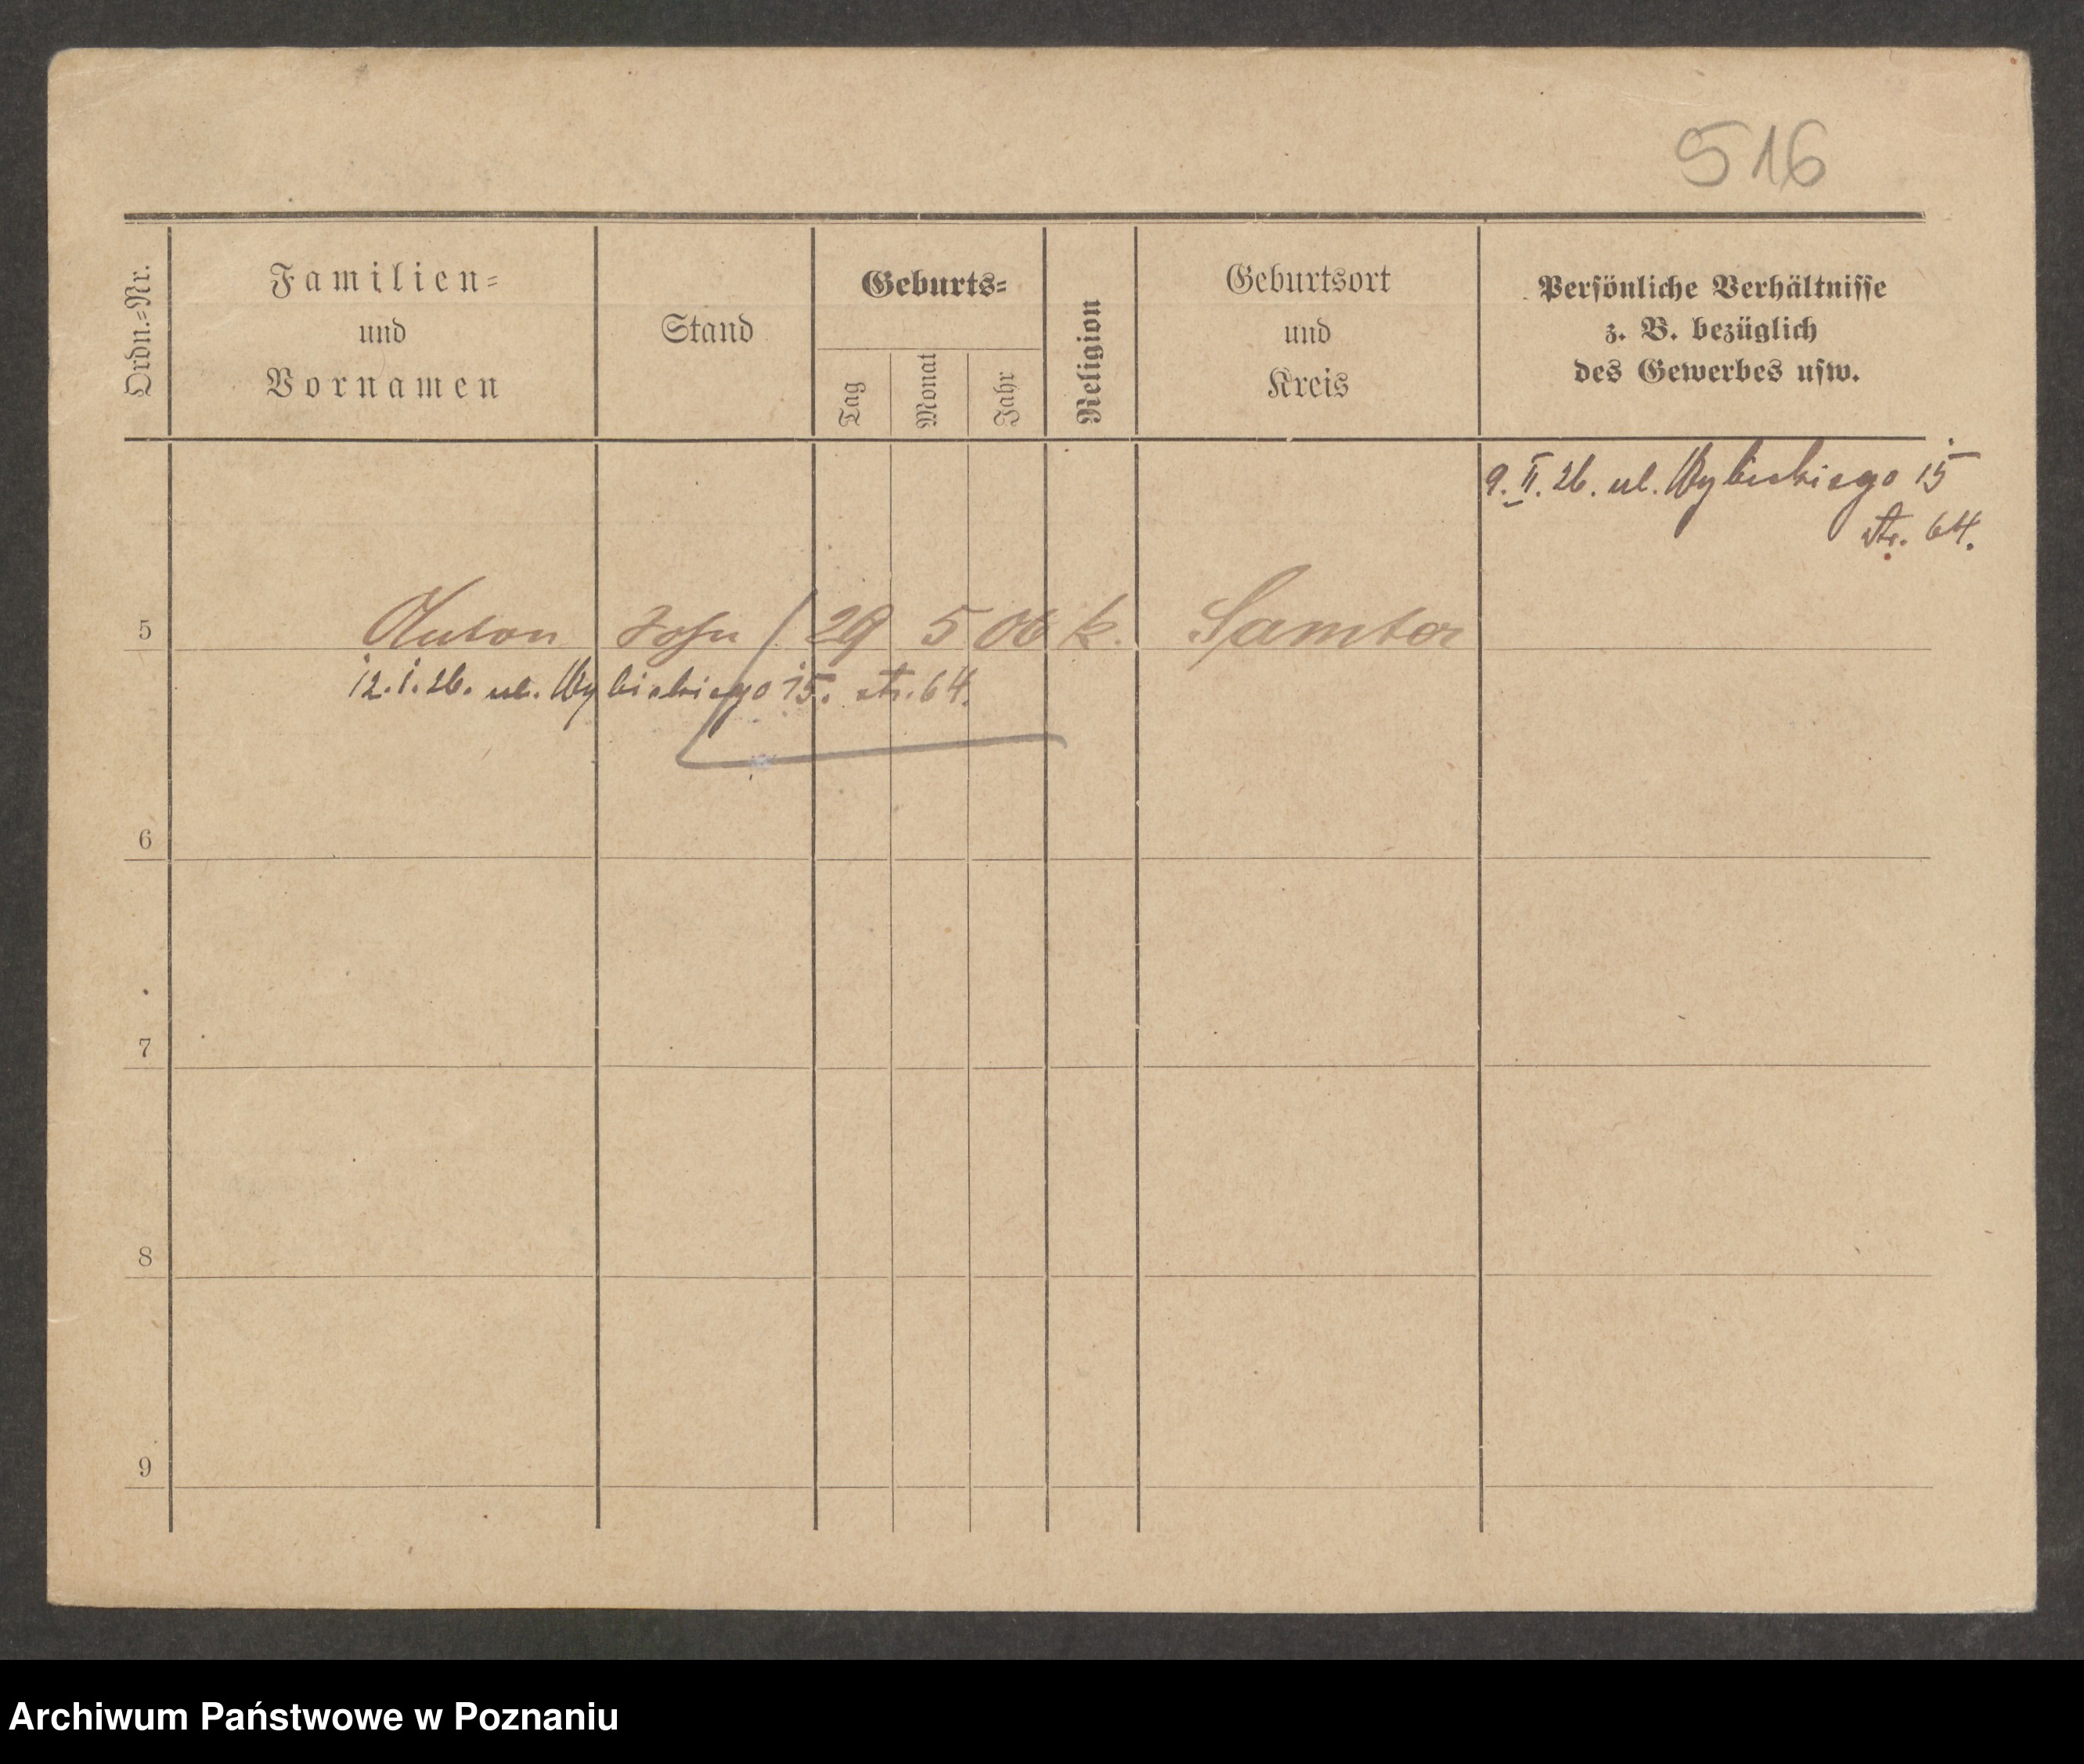 516
Ordn.-Nr.
Familien-
und
Vornamen
Stand
Geburts-
Tag
Monat
Jahr
Religion
Geburtsort
und
Kreis
Persönliche Verhältnisse
z. B. bezüglich
des Gewerbes usw.
9. II. 26. ul. Wybickiego 15
str. 64.
5 Anton Sohn 29 5 06 k. Samter
12.1.26. ul. Wybickiego 15. str. 64.
6
7
8
9
Archiwum Państwowe w Poznaniu